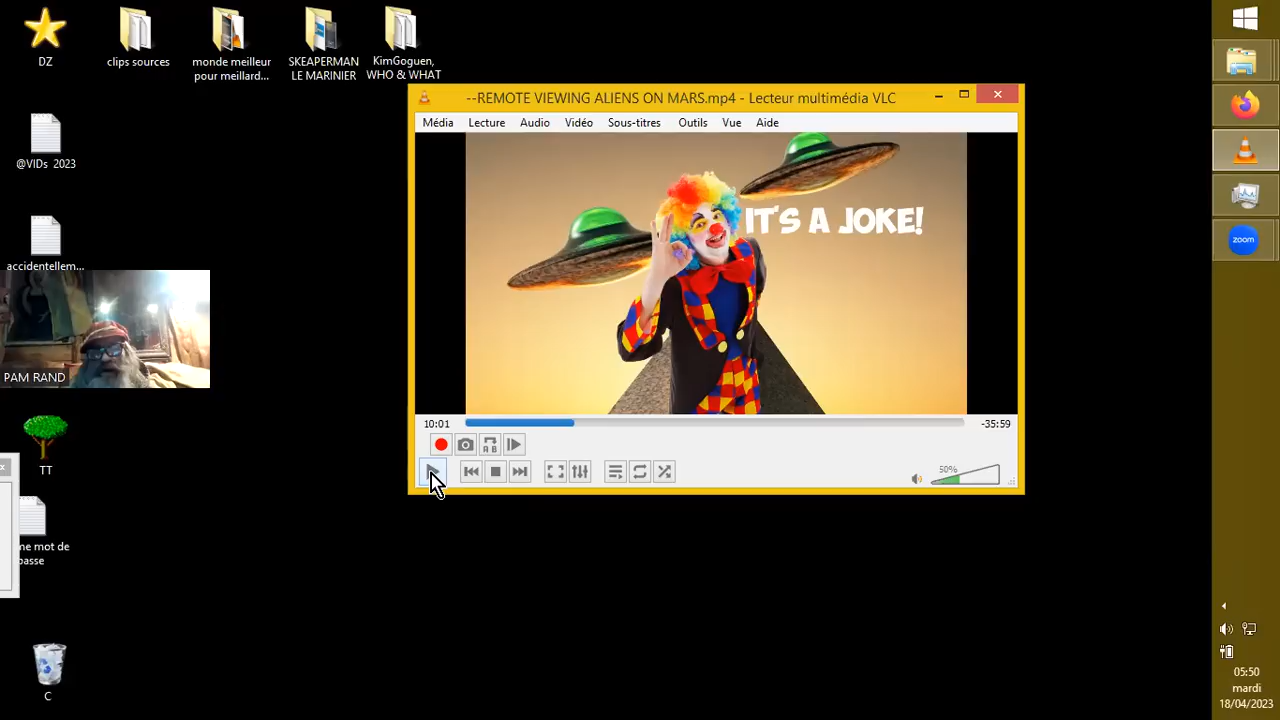 DZ
clips sources
monde meilleur
pour meillard...
SKEAPERMAN
LE MARINIER
KimGoguen,
WHO & WHAT
@VIDs 2023
accidentellem...
PAM RAND
TT
me mot de
passe
C
--REMOTE VIEWING ALIENS ON MARS.mp4 - Lecteur multimédia VLC
Média Lecture Audio Vidéo Sous-titres Outils Vue Aide
IT'S A JOKE!
10:01
-35:59
A B
50%
zoom
05:50
mardi
18/04/2023